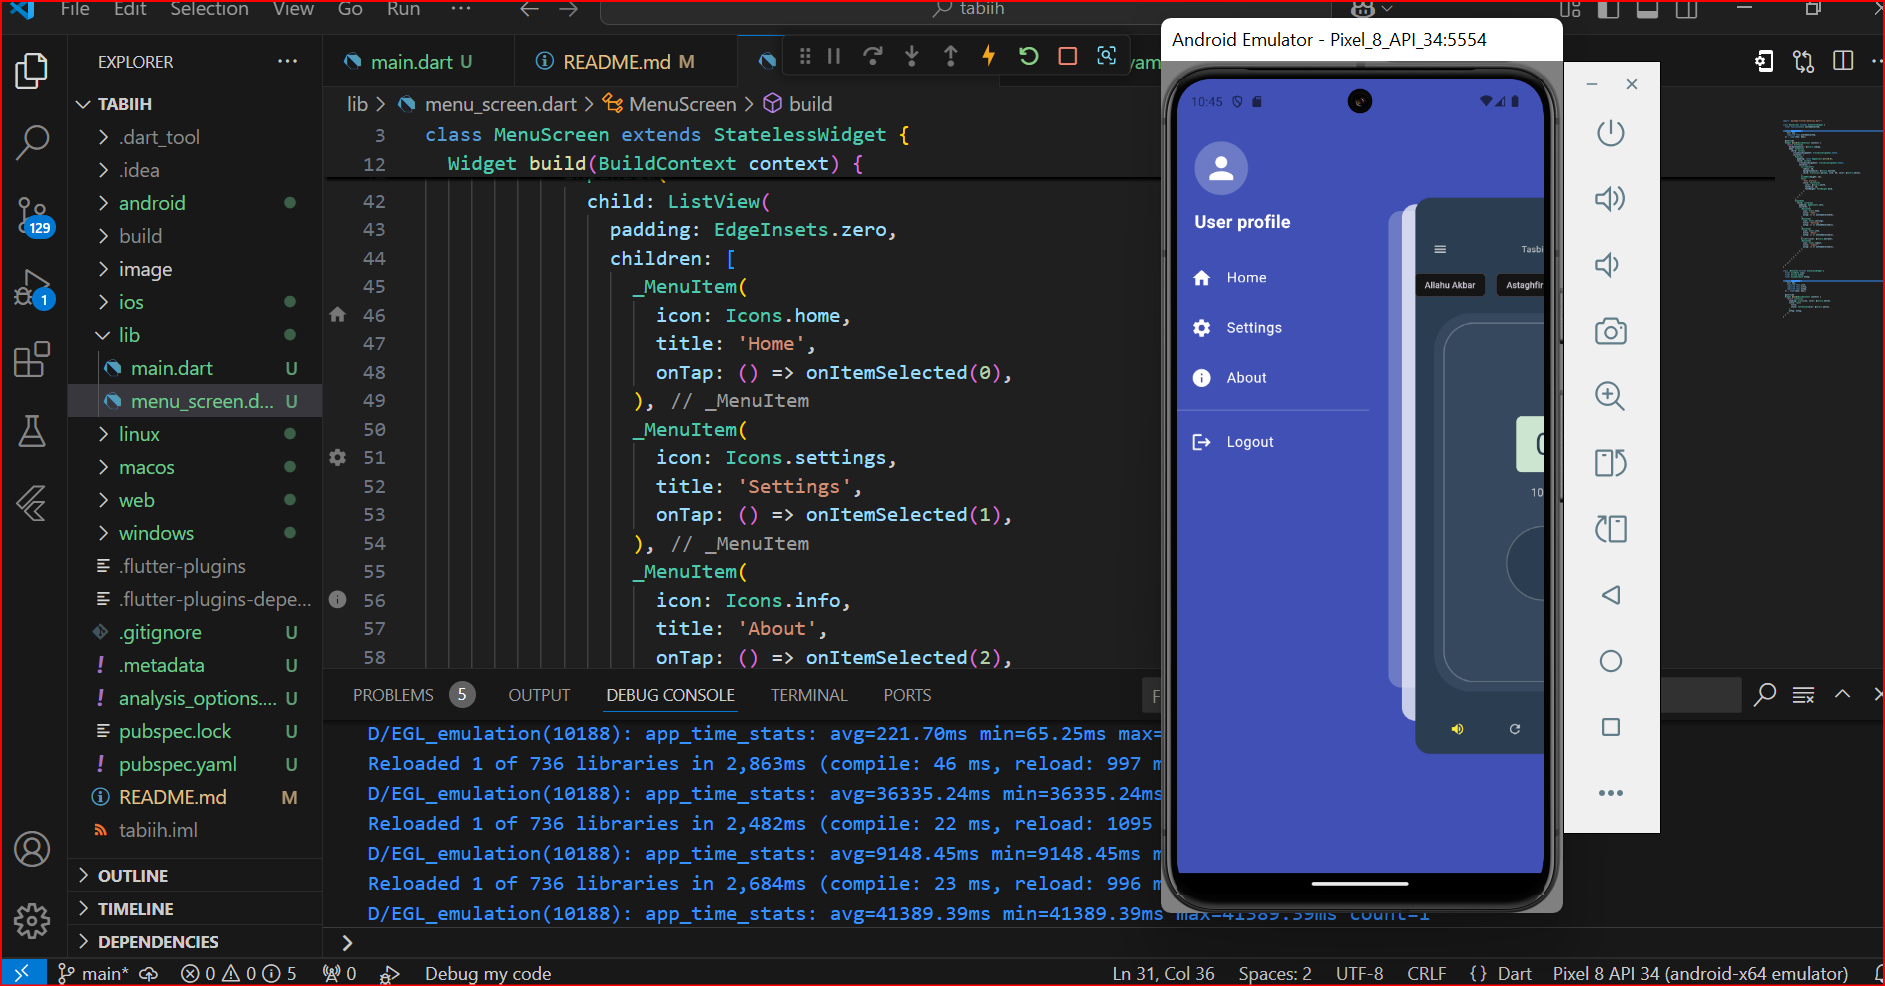 File Edit Selection View Go Run ··· tabiih
EXPLORER ···
TABIIH
.dart_tool
.idea
android
build
image
ios
lib
main.dart U
menu_screen.d... U
linux
macos
web
windows
.flutter-plugins
.flutter-plugins-depe...
.gitignore U
.metadata U
analysis_options.... U
pubspec.lock U
pubspec.yaml U
README.md M
tabiih.iml
OUTLINE
TIMELINE
DEPENDENCIES
129
1
main.dart U README.md M yam
lib > menu_screen.dart > MenuScreen > build
3 class MenuScreen extends StatelessWidget {
12 Widget build(BuildContext context) {
42 child: ListView(
43 padding: EdgeInsets.zero,
44 children: [
45 _MenuItem(
46 icon: Icons.home,
47 title: 'Home',
48 onTap: () => onItemSelected(0),
49 ), // _MenuItem
50 _MenuItem(
51 icon: Icons.settings,
52 title: 'Settings',
53 onTap: () => onItemSelected(1),
54 ), // _MenuItem
55 _MenuItem(
56 icon: Icons.info,
57 title: 'About',
58 onTap: () => onItemSelected(2),
PROBLEMS 5 OUTPUT DEBUG CONSOLE TERMINAL PORTS F
D/EGL_emulation(10188): app_time_stats: avg=221.70ms min=65.25ms max=
Reloaded 1 of 736 libraries in 2,863ms (compile: 46 ms, reload: 997 m
D/EGL_emulation(10188): app_time_stats: avg=36335.24ms min=36335.24ms
Reloaded 1 of 736 libraries in 2,482ms (compile: 22 ms, reload: 1095
D/EGL_emulation(10188): app_time_stats: avg=9148.45ms min=9148.45ms m
Reloaded 1 of 736 libraries in 2,684ms (compile: 23 ms, reload: 996 m
D/EGL_emulation(10188): app_time_stats: avg=41389.39ms min=41389.39ms max=41389.39ms count=1
Android Emulator - Pixel_8_API_34:5554
10:45
User profile
Home
Settings
About
Logout
Tasbi
Allahu Akbar Astaghfir
0
10
main* 0 0 5 0 Debug my code Ln 31, Col 36 Spaces: 2 UTF-8 CRLF {} Dart Pixel 8 API 34 (android-x64 emulator)